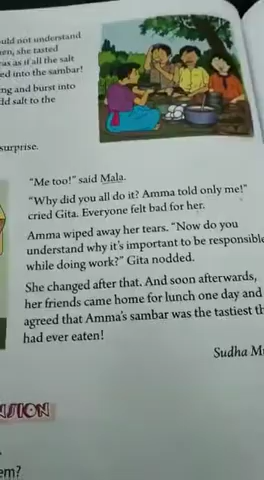 uld not understand
en, she tasted
as as if all the salt
ed into the sambar!
ng and burst into
ld salt to the
surprise.
"Me too!" said Mala.
"Why did you all do it? Amma told only me!"
cried Gita. Everyone felt bad for her.
Amma wiped away her tears. "Now do you
understand why it's important to be responsible
while doing work?" Gita nodded.
She changed after that. And soon afterwards,
her friends came home for lunch one day and
agreed that Amma's sambar was the tastiest th
had ever eaten!
Sudha M
NSION
em?